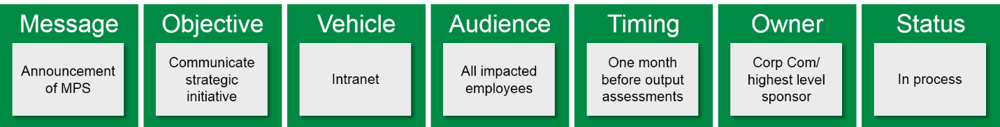 Message
Announcement
of MPS
Objective
Communicate
strategic
initiative
Vehicle
Intranet
Audience
All impacted
employees
Timing
One month
before output
assessments
Owner
Corp Com/
highest level
sponsor
Status
In process